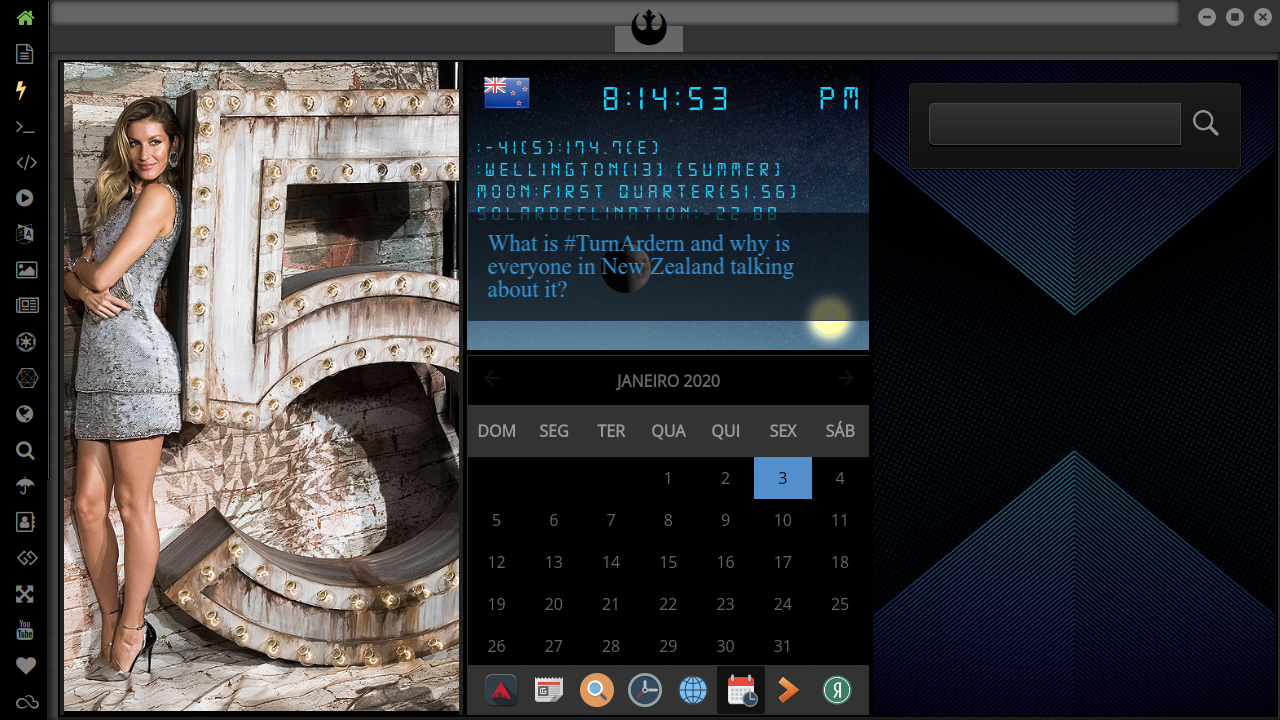 8:14:53 PM
:-41(S):174.7(E)
:WELLINGTON(13) (SUMMER)
MOON:FIRST QUARTER(51.56)
SOLARDECLINATION:-22.88
What is #TurnArdern and why is
everyone in New Zealand talking
about it?
JANEIRO 2020
DOM SEG TER QUA QUI SEX SÁB
1 2 3 4
5 6 7 8 9 10 11
12 13 14 15 16 17 18
19 20 21 22 23 24 25
26 27 28 29 30 31
You
Tube